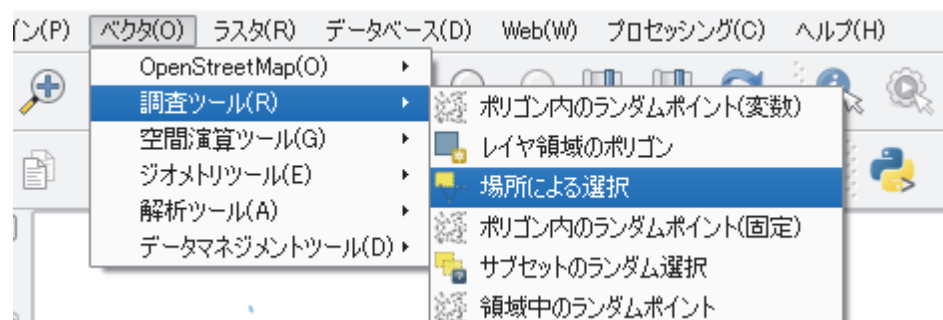 イン(P) ベクタ(O) ラスタ(R) データベース(D) Web(W) プロセッシング(C) ヘルプ(H)
OpenStreetMap(O)
調査ツール(R)
空間演算ツール(G)
ジオメトリツール(E)
解析ツール(A)
データマネジメントツール(D)
ポリゴン内のランダムポイント(変数)
レイヤ領域のポリゴン
場所による選択
ポリゴン内のランダムポイント(固定)
サブセットのランダム選択
領域中のランダムポイント